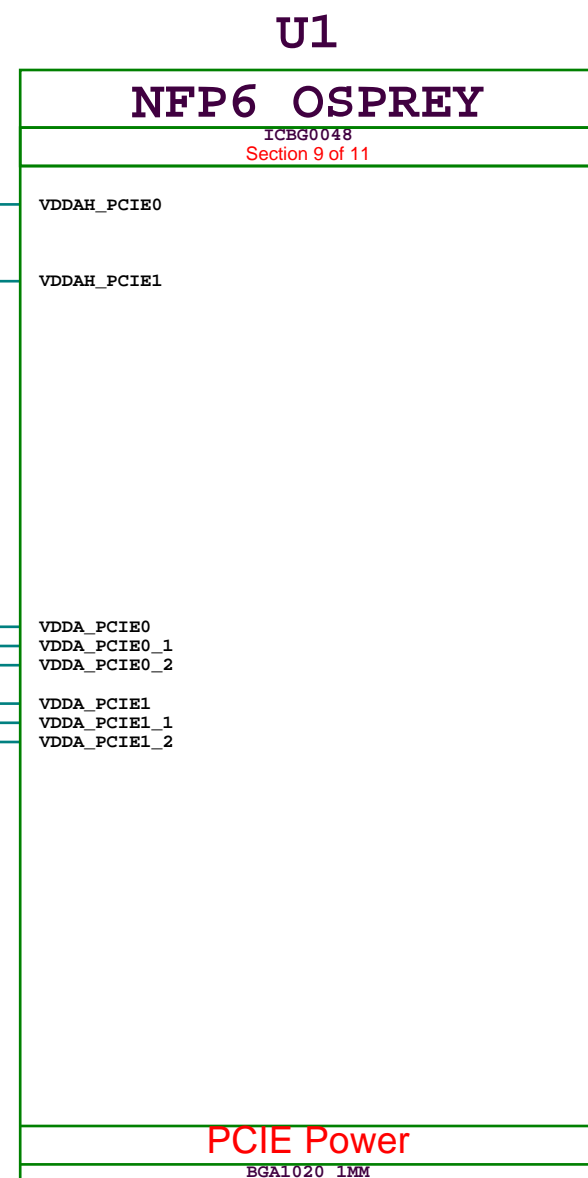 U1
NFP6 OSPREY
ICBG0048
Section 9 of 11
VDDAH_PCIE0
VDDAH_PCIE1
VDDA_PCIE0
VDDA_PCIE0_1
VDDA_PCIE0_2
VDDA_PCIE1
VDDA_PCIE1_1
VDDA_PCIE1_2
PCIE Power
BGA1020 1MM